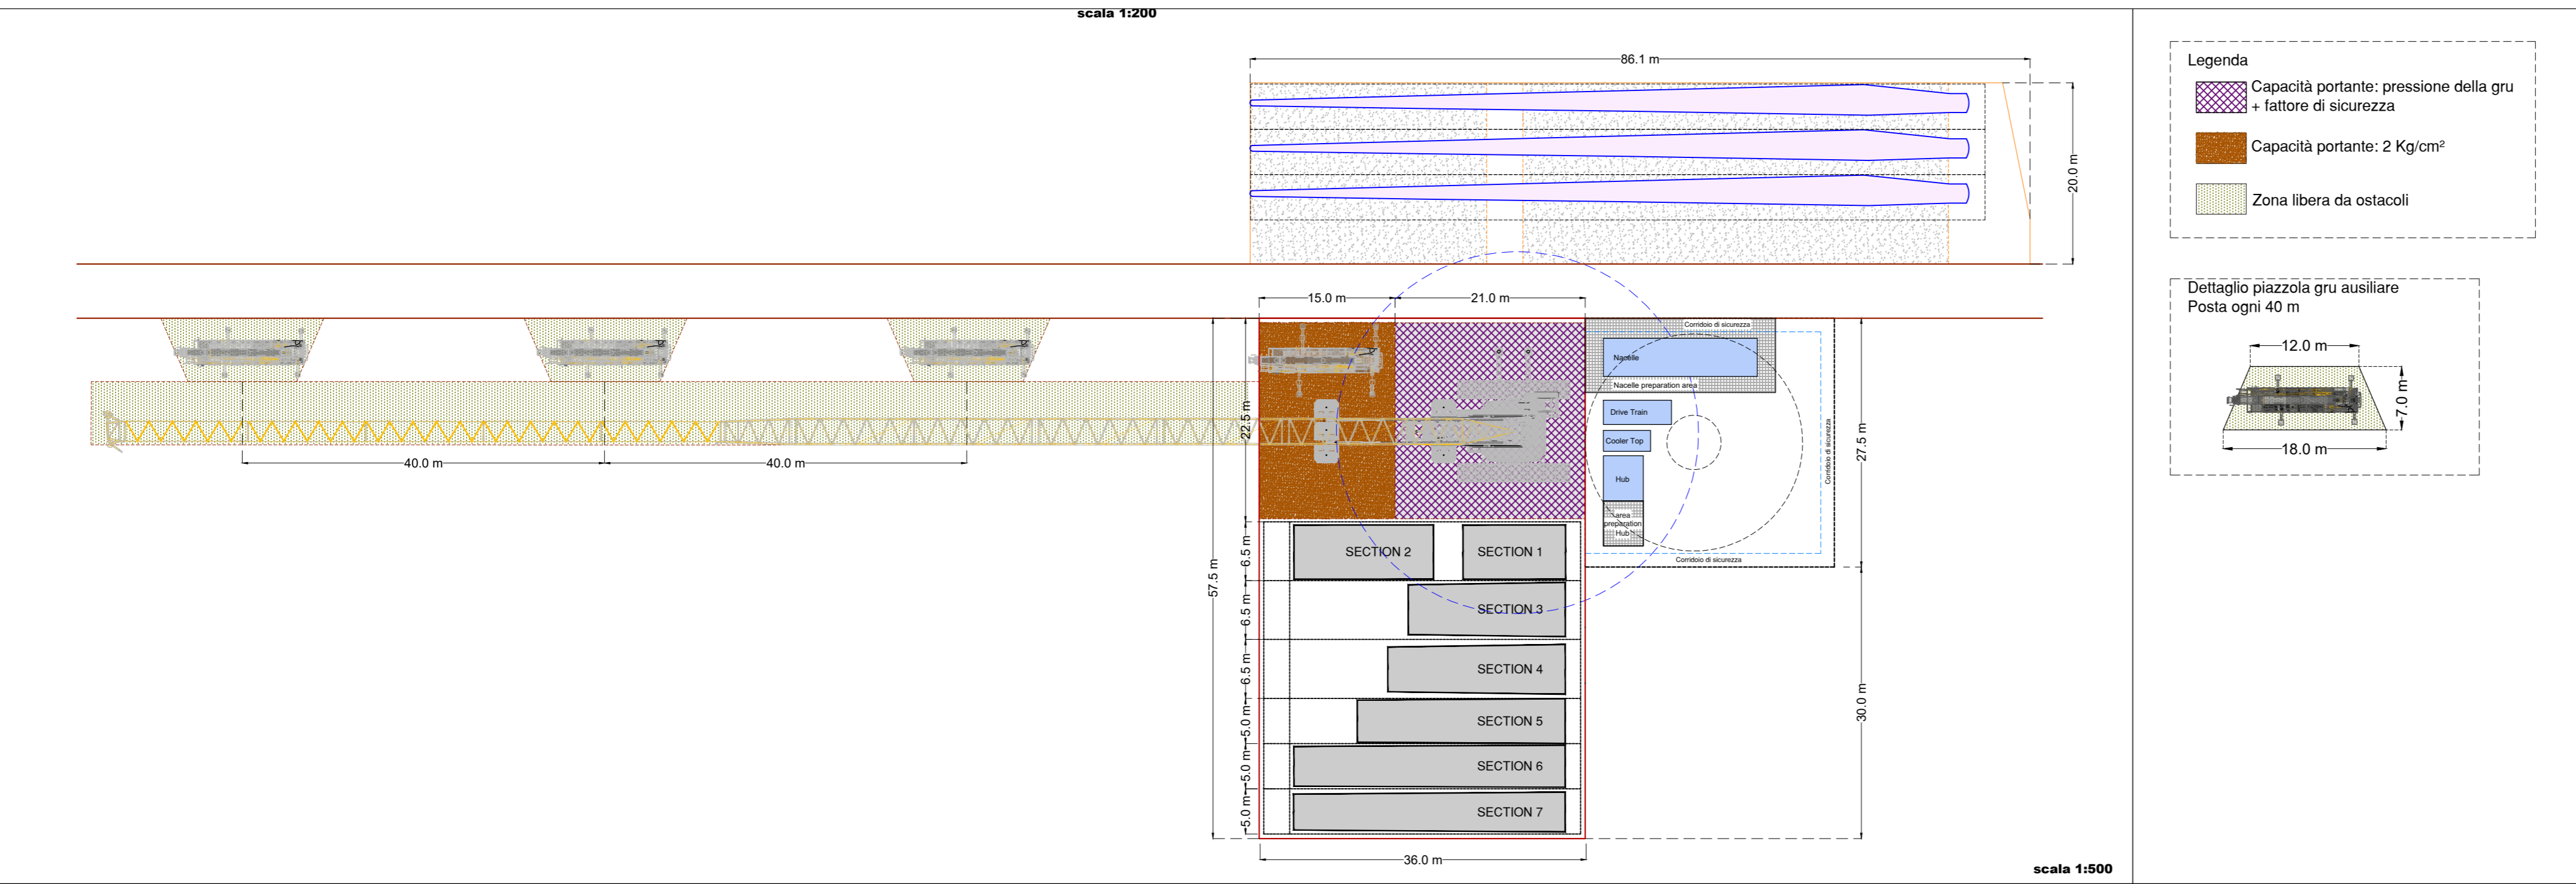 scala 1:200
86.1 m
20.0 m
15.0 m
21.0 m
Corridoio di sicurezza
Nacelle
Nacelle preparation area
Drive Train
Cooler Top
Hub
area
preparation
Hub
Corridoio di sicurezza
Corridoio di sicurezza
27.5 m
30.0 m
40.0 m
40.0 m
22.5 m
57.5 m
6.5 m
6.5 m
6.5 m
5.0 m
5.0 m
5.0 m
SECTION 2
SECTION 1
SECTION 3
SECTION 4
SECTION 5
SECTION 6
SECTION 7
36.0 m
scala 1:500
Legenda
Capacità portante: pressione della gru
+ fattore di sicurezza
Capacità portante: 2 Kg/cm²
Zona libera da ostacoli
Dettaglio piazzola gru ausiliare
Posta ogni 40 m
12.0 m
7.0 m
18.0 m